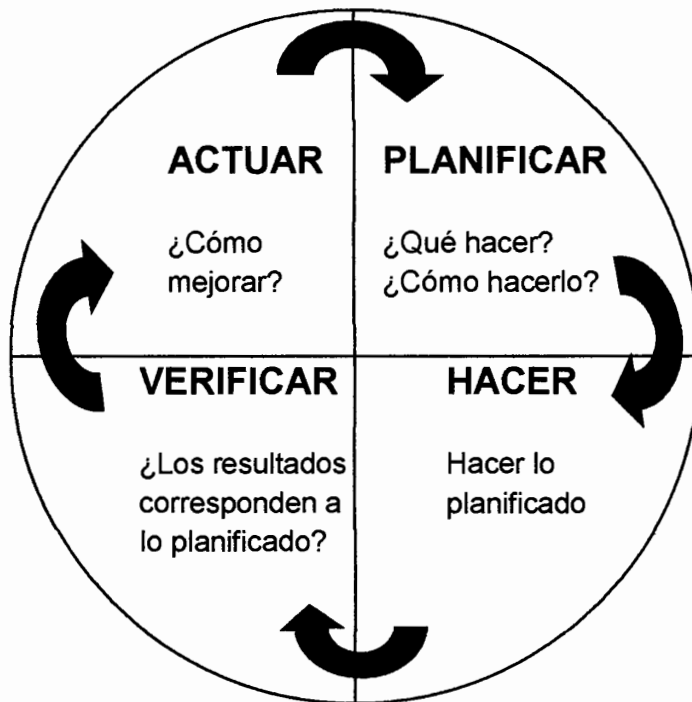 ACTUAR
¿Cómo
mejorar?
PLANIFICAR
¿Qué hacer?
¿Cómo hacerlo?
VERIFICAR
¿Los resultados
corresponden a
lo planificado?
HACER
Hacer lo
planificado